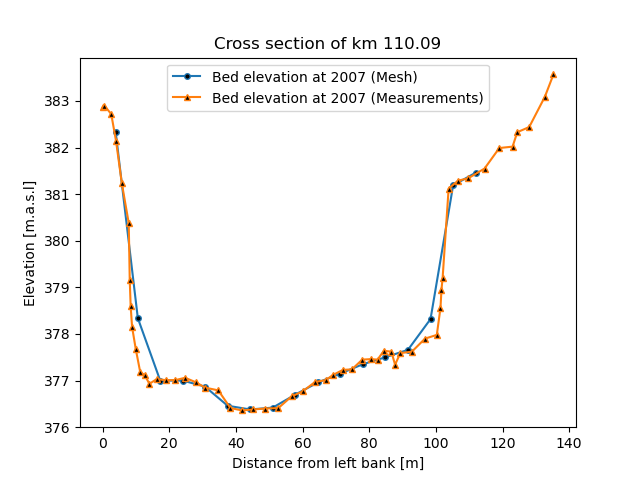 Cross section of km 110.09
Bed elevation at 2007 (Mesh)
Bed elevation at 2007 (Measurements)
Elevation [m.a.s.l]
383
382
381
380
379
378
377
376
0 20 40 60 80 100 120 140
Distance from left bank [m]